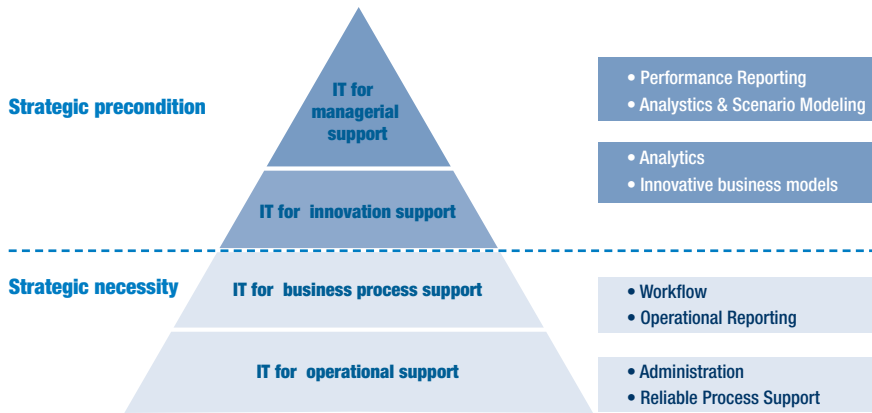 Strategic precondition
IT for
managerial
support
• Performance Reporting
• Analystics & Scenario Modeling
IT for innovation support
• Analytics
• Innovative business models
Strategic necessity
IT for business process support
• Workflow
• Operational Reporting
IT for operational support
• Administration
• Reliable Process Support